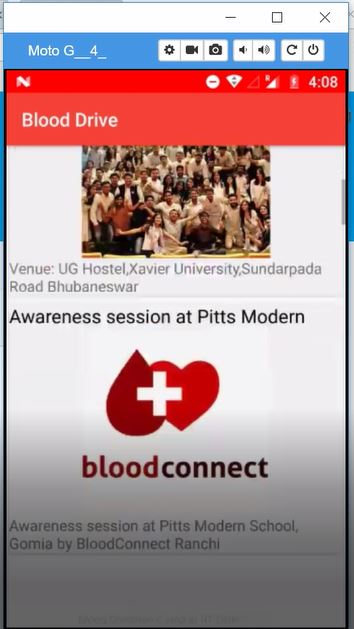 Moto G__4_
4:08
Blood Drive
Venue: UG Hostel,Xavier University,Sundarpada
Road Bhubaneswar
Awareness session at Pitts Modern
bloodconnect
Awareness session at Pitts Modern School,
Gomia by BloodConnect Ranchi